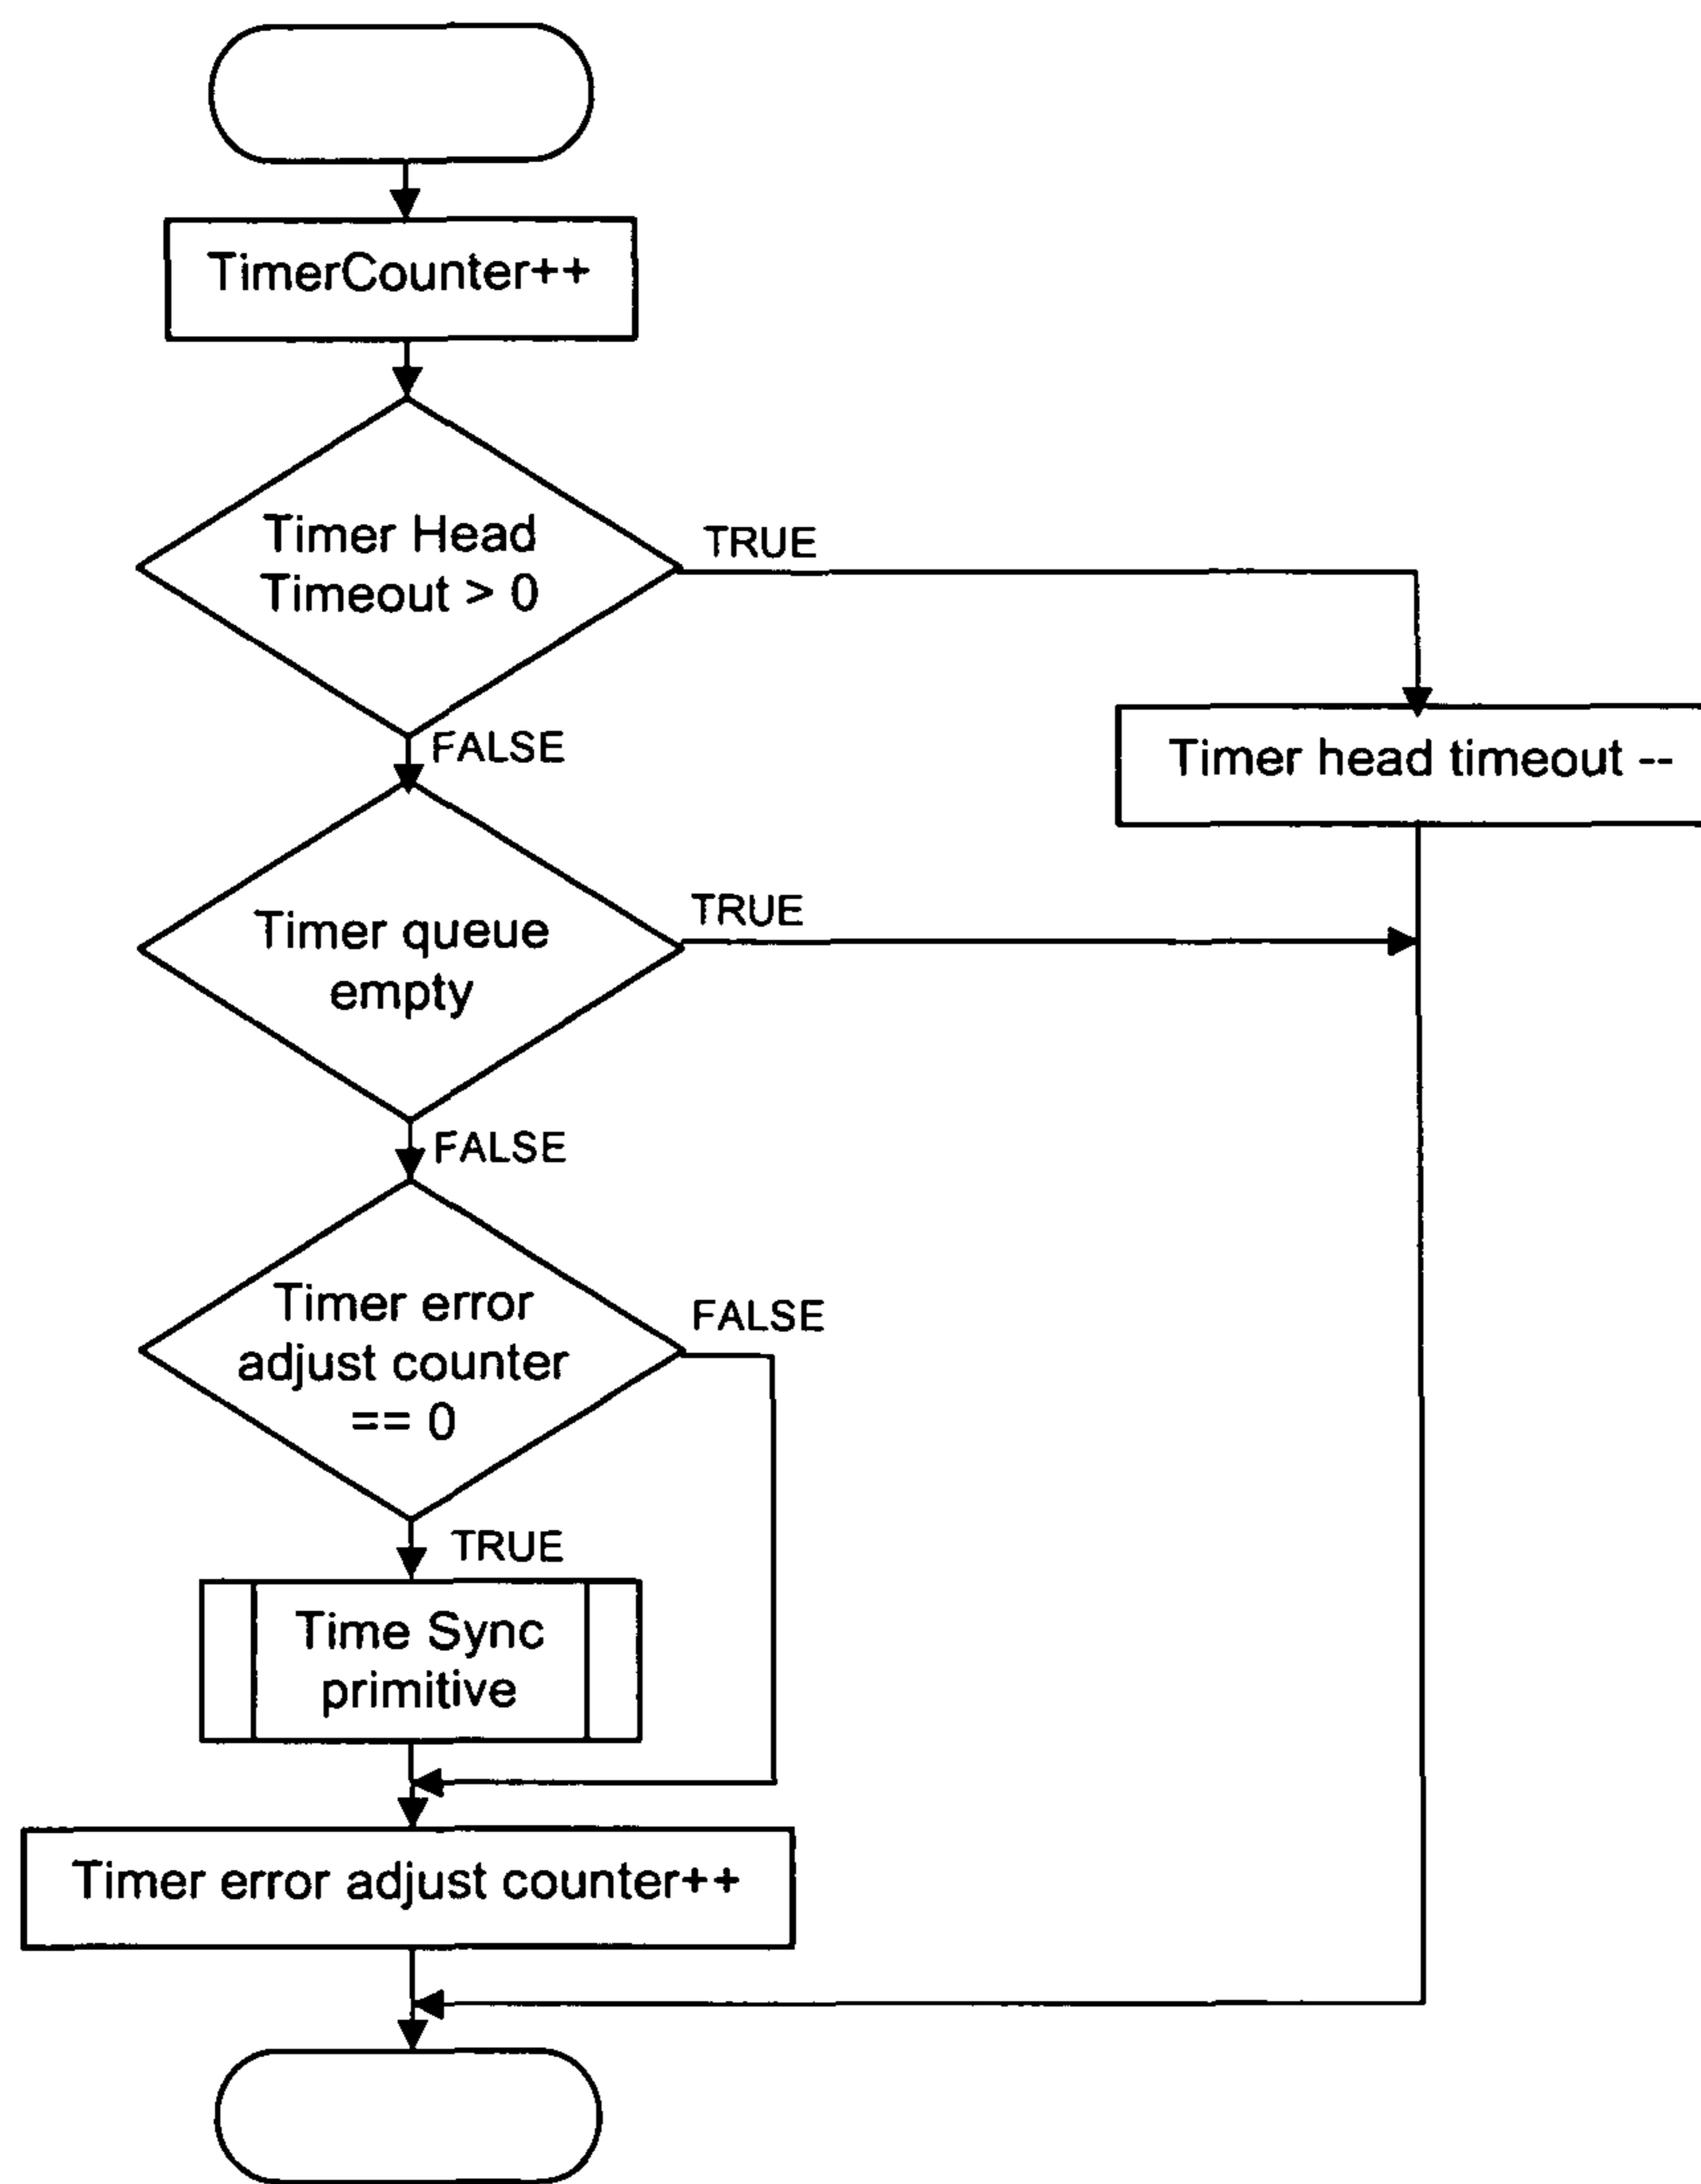 TimerCounter++
Timer Head
Timeout > 0
TRUE
FALSE
Timer head timeout --
Timer queue
empty
TRUE
FALSE
Timer error
adjust counter
== 0
FALSE
TRUE
Time Sync
primitive
Timer error adjust counter++